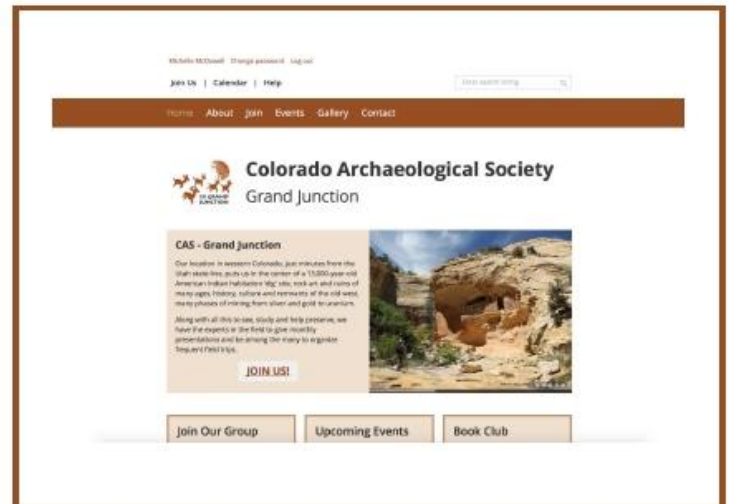 Michelle McDowell Change password Log out
Join Us | Calendar | Help
Enter search string
Home About Join Events Gallery Contact
Colorado Archaeological Society
Grand Junction
CAS - Grand Junction
Our location in western Colorado, just minutes from the
Utah state line, puts us in the center of a 13,000-year-old
American Indian habitation 'dig' site, rock art and ruins of
many ages, history, culture and remnants of the old west,
many phases of mining from silver and gold to uranium.
Along with all this to see, study and help preserve, we
have the experts in the field to give monthly
presentations and be among the many to organize
frequent field trips.
JOIN US!
Join Our Group Upcoming Events Book Club